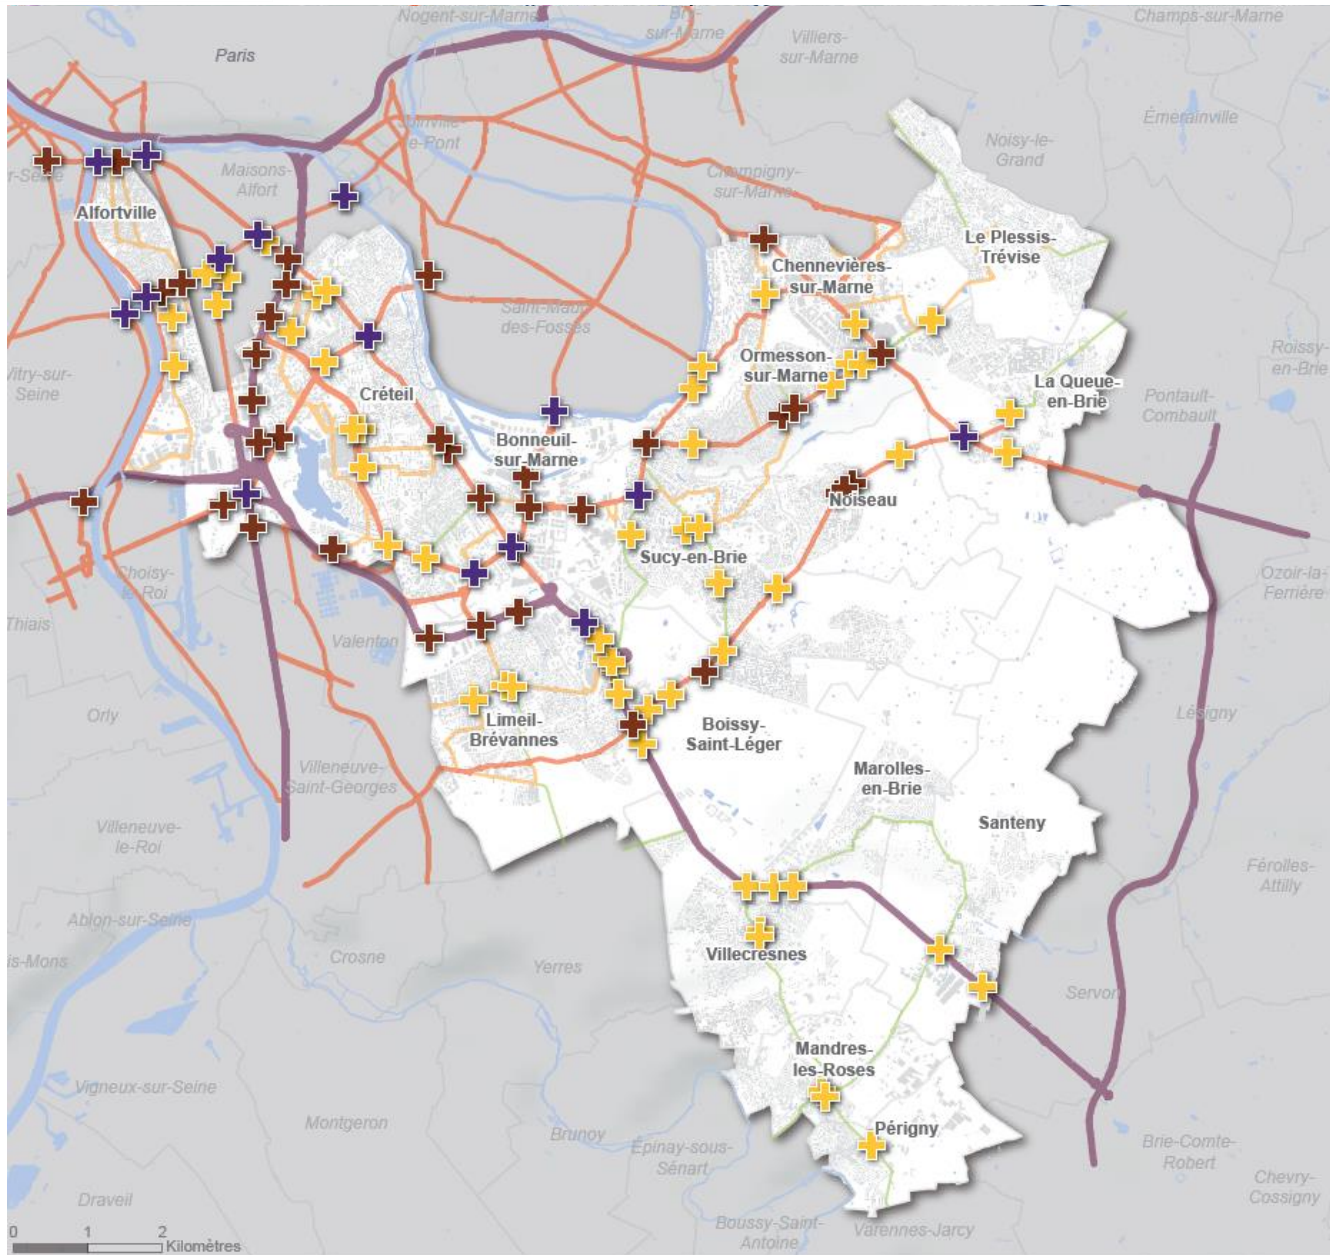 Nogent-sur-Marne
Bry-
sur-Marne
Champs-sur-Marne
Paris
Villiers-
sur-Marne
Émerainville
Joinville-
le-Pont
Noisy-le-
Grand
Maisons-
Alfort
Champigny-
sur-Marne
Alfortville
Le Plessis-
Trévise
Chennevières-
sur-Marne
Saint-Maur
des-Fossés
Vitry-sur-
Seine
Ormesson-
sur-Marne
Roissy-
en-Brie
La Queue-
en-Brie
Créteil
Pontault-
Combault
Bonneuil-
sur-Marne
Noiseau
Sucy-en-Brie
Choisy-
le-Roi
Ozoir-la-
Ferrière
Thiais
Valenton
Orly
Lésigny
Limeil-
Brévannes
Boissy-
Saint-Léger
Villeneuve-
Saint-Georges
Marolles-
en-Brie
Santeny
Villeneuve-
le-Roi
Férolles-
Attilly
Ablon-sur-Seine
Crosne
Yerres
Villecresnes
is-Mons
Servon
Mandres-
les-Roses
Vigneux-sur-Seine
Montgeron
Brunoy
Périgny
Épinay-sous-
Sénart
Brie-Comte-
Robert
Draveil
Chevry-
Cossigny
Boussy-Saint-
Antoine
Varennes-Jarcy
0 1 2
Kilomètres